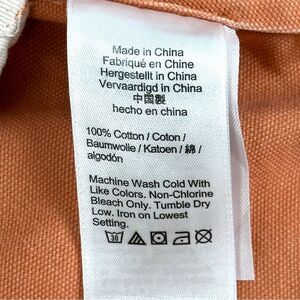 Made in China
Fabriqué en Chine
Hergestellt in China
Vervaardigd in China
中国製
hecho en china
100% Cotton / Coton /
Baumwolle / Katoen / 綿 /
algodón
Machine Wash Cold With
Like Colors. Non-Chlorine
Bleach Only. Tumble Dry
Low. Iron on Lowest
Setting.
30